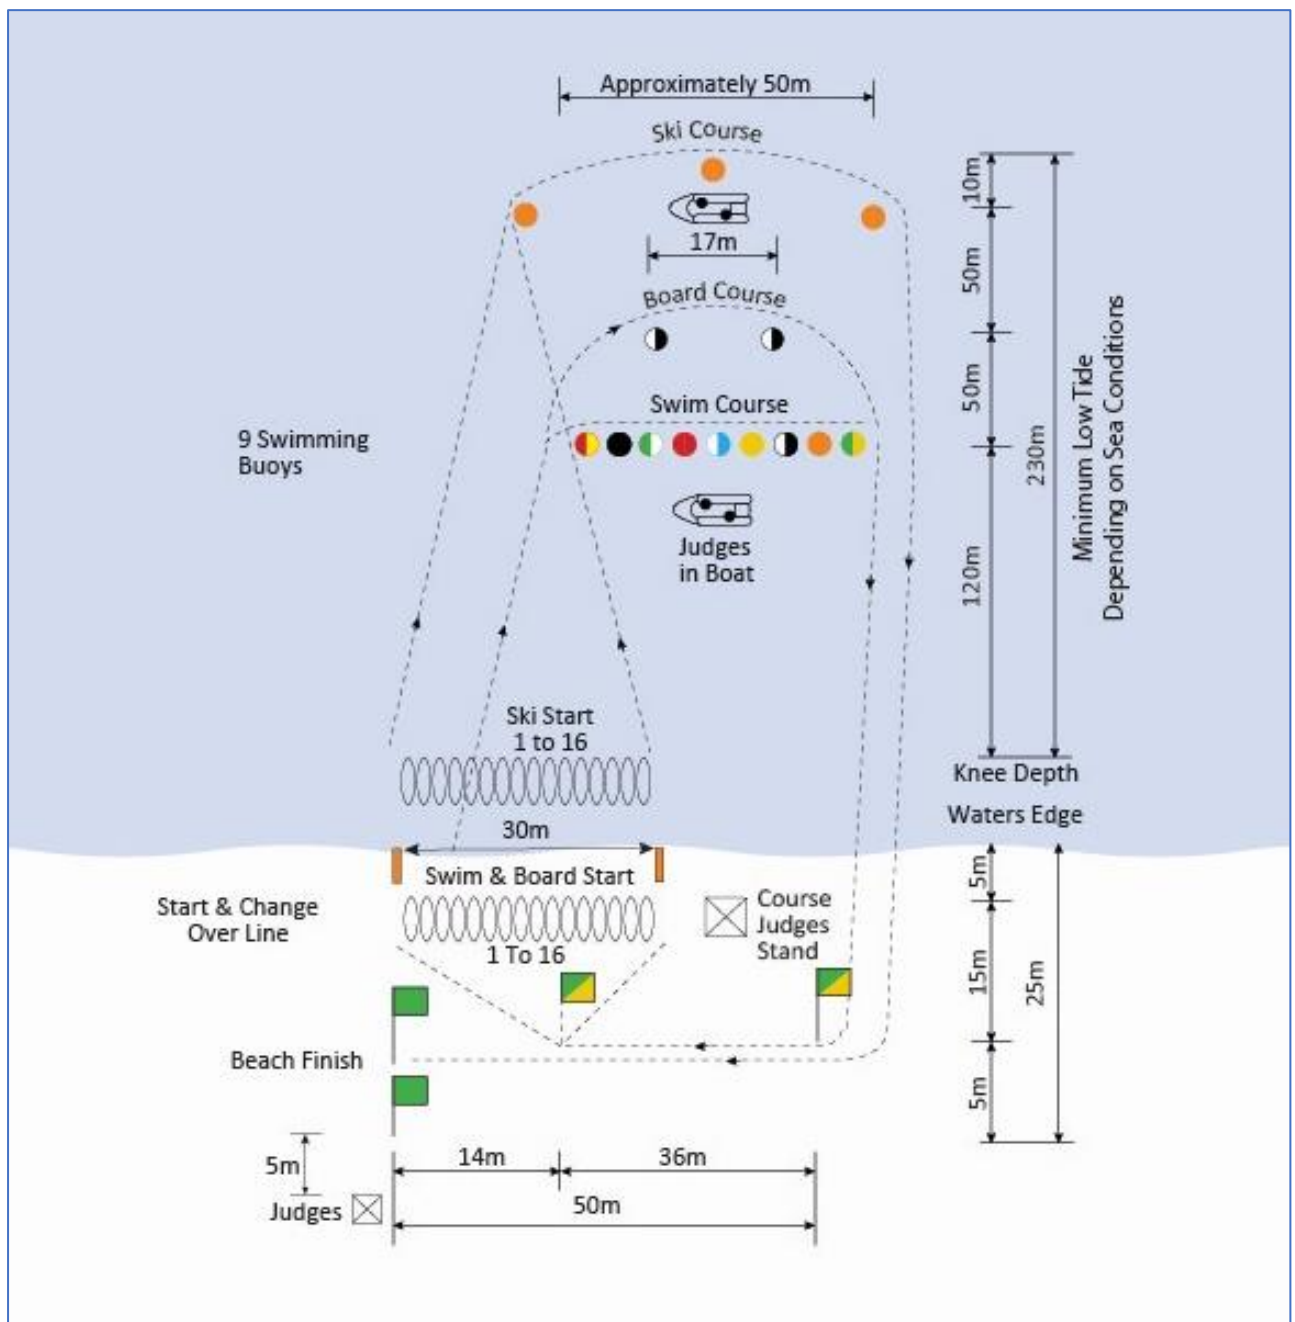 Approximately 50m
Ski Course
10m
17m
50m
Board Course
50m
Swim Course
9 Swimming
Buoys
230m
Minimum Low Tide
Depending on Sea Conditions
Judges
in Boat
120m
Ski Start
1 to 16
Knee Depth
Waters Edge
30m
Swim & Board Start
5m
Start & Change
Over Line
Course
Judges
Stand
1 To 16
15m
25m
Beach Finish
5m
5m
14m
36m
50m
Judges